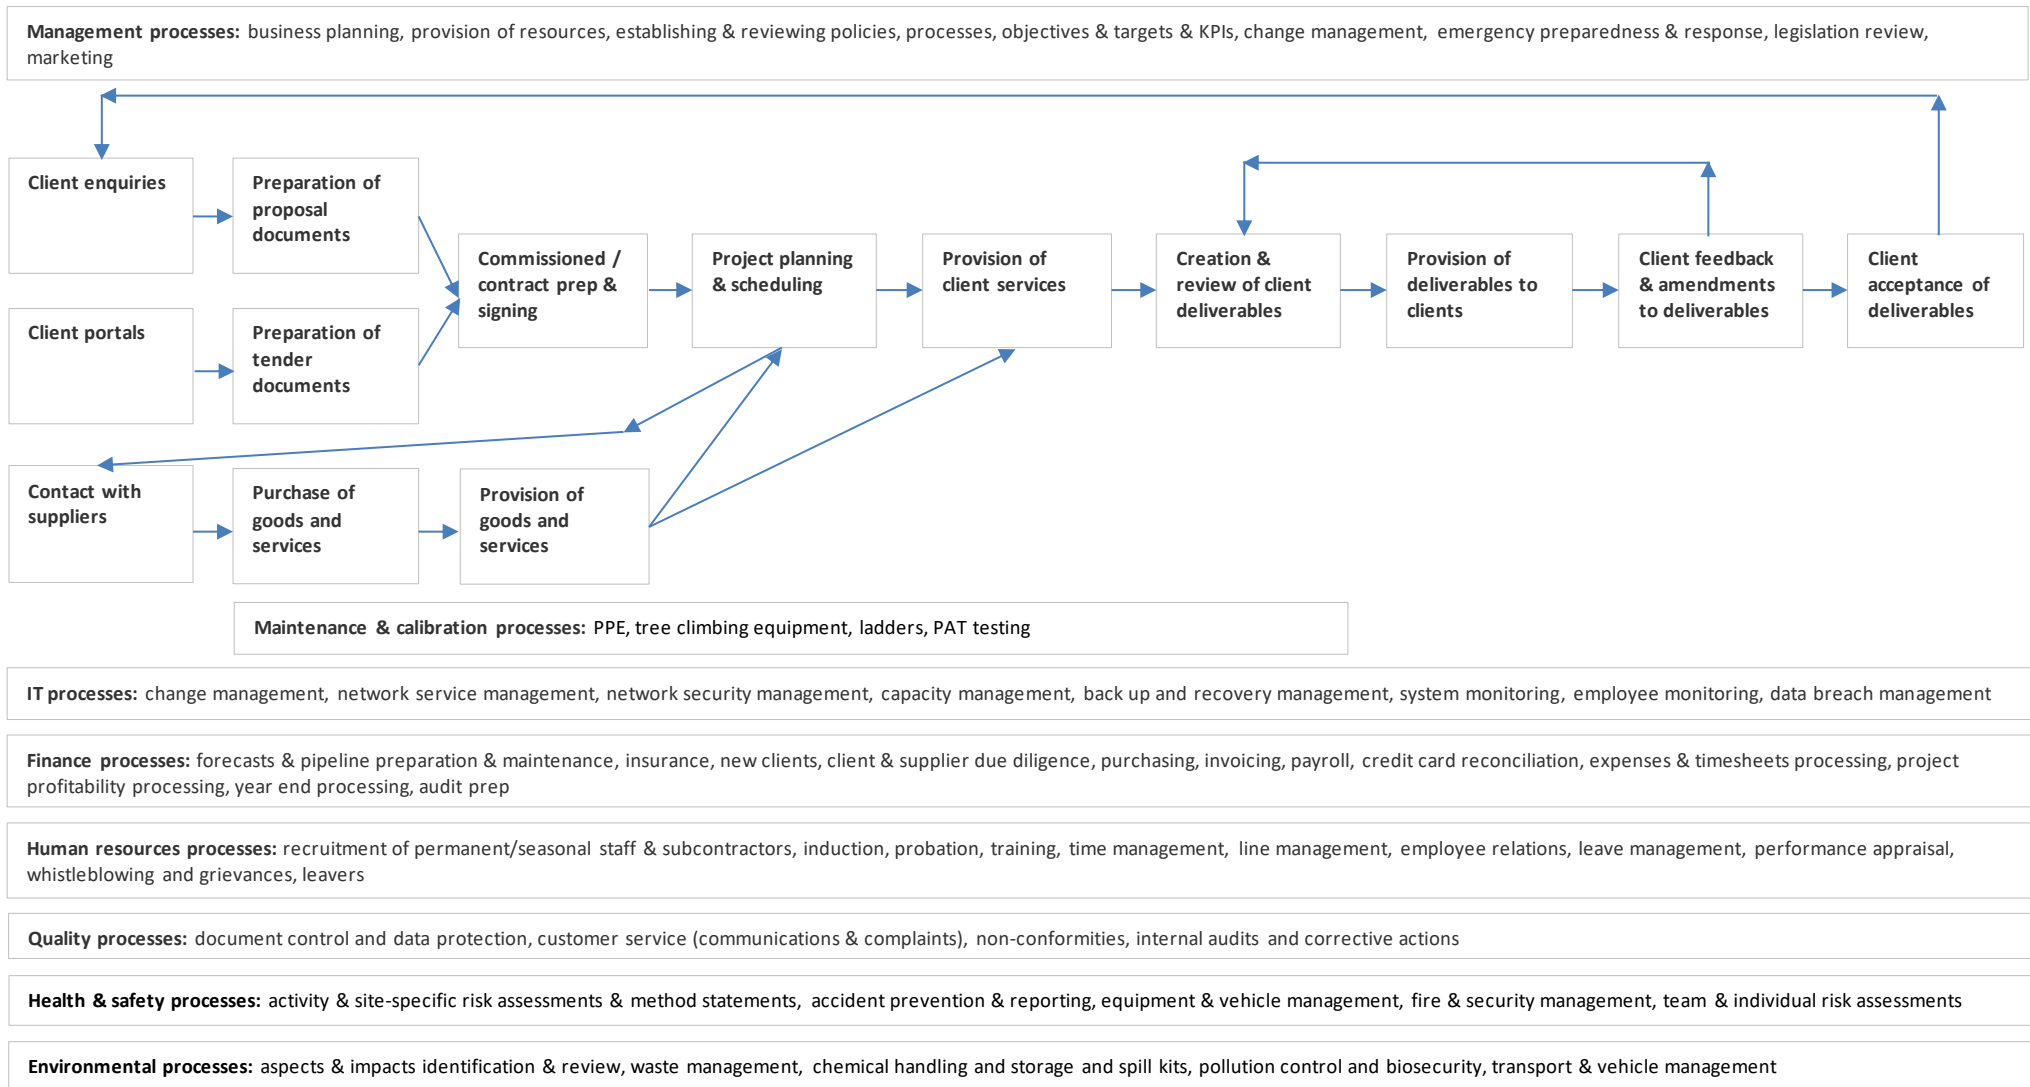 Management processes: business planning, provision of resources, establishing & reviewing policies, processes, objectives & targets & KPIs, change management, emergency preparedness & response, legislation review,
marketing
Client enquiries
Preparation of
proposal
documents
Commissioned /
contract prep &
signing
Project planning
& scheduling
Provision of
client services
Creation &
review of client
deliverables
Provision of
deliverables to
clients
Client feedback
& amendments
to deliverables
Client
acceptance of
deliverables
Client portals
Preparation of
tender
documents
Contact with
suppliers
Purchase of
goods and
services
Provision of
goods and
services
Maintenance & calibration processes: PPE, tree climbing equipment, ladders, PAT testing
IT processes: change management, network service management, network security management, capacity management, back up and recovery management, system monitoring, employee monitoring, data breach management
Finance processes: forecasts & pipeline preparation & maintenance, insurance, new clients, client & supplier due diligence, purchasing, invoicing, payroll, credit card reconciliation, expenses & timesheets processing, project
profitability processing, year end processing, audit prep
Human resources processes: recruitment of permanent/seasonal staff & subcontractors, induction, probation, training, time management, line management, employee relations, leave management, performance appraisal,
whistleblowing and grievances, leavers
Quality processes: document control and data protection, customer service (communications & complaints), non-conformities, internal audits and corrective actions
Health & safety processes: activity & site-specific risk assessments & method statements, accident prevention & reporting, equipment & vehicle management, fire & security management, team & individual risk assessments
Environmental processes: aspects & impacts identification & review, waste management, chemical handling and storage and spill kits, pollution control and biosecurity, transport & vehicle management